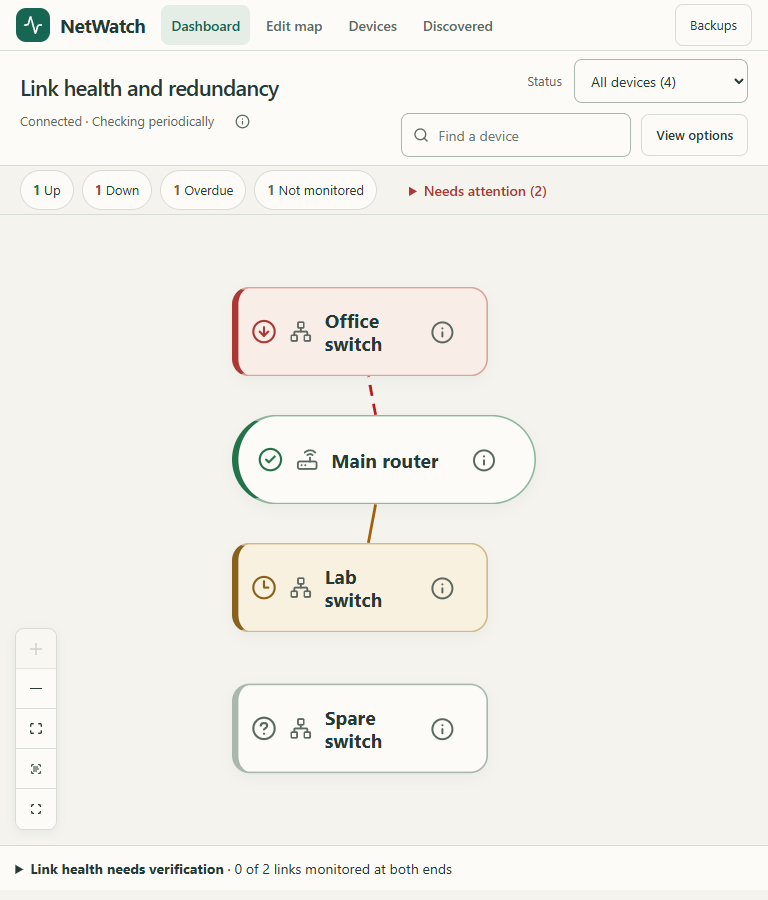 NetWatch
Dashboard
Edit map
Devices
Discovered
Backups
Link health and redundancy
Status
All devices (4)
Connected · Checking periodically
Find a device
View options
1 Up
1 Down
1 Overdue
1 Not monitored
Needs attention (2)
Office
switch
Main router
Lab
switch
Spare
switch
Link health needs verification · 0 of 2 links monitored at both ends